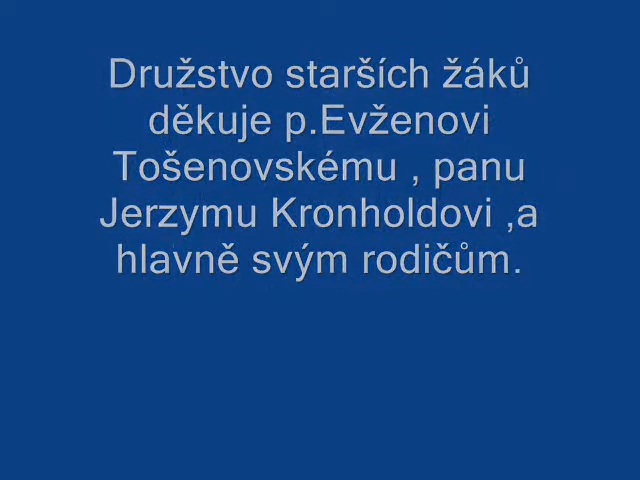 Družstvo starších žáků
děkuje p.Evženovi
Tošenovskému , panu
Jerzymu Kronholdovi ,a
hlavně svým rodičům.